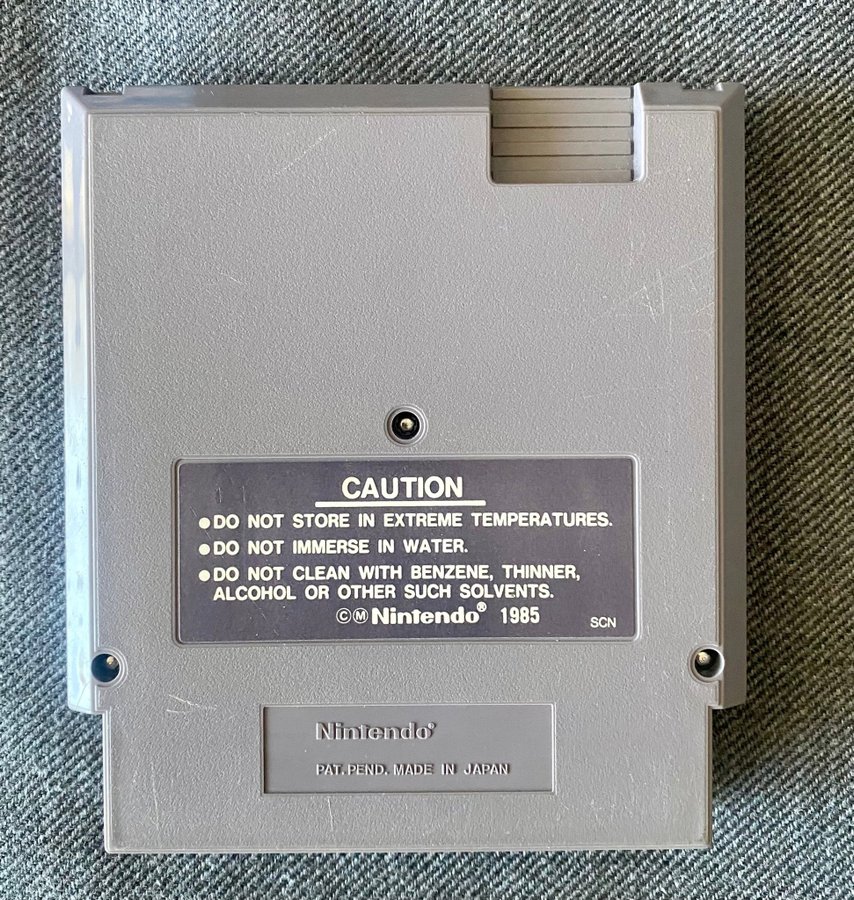 CAUTION
●DO NOT STORE IN EXTREME TEMPERATURES.
●DO NOT IMMERSE IN WATER.
●DO NOT CLEAN WITH BENZENE, THINNER,
ALCOHOL OR OTHER SUCH SOLVENTS.
©Ⓜ Nintendo® 1985 SCN
Nintendo®
PAT. PEND. MADE IN JAPAN